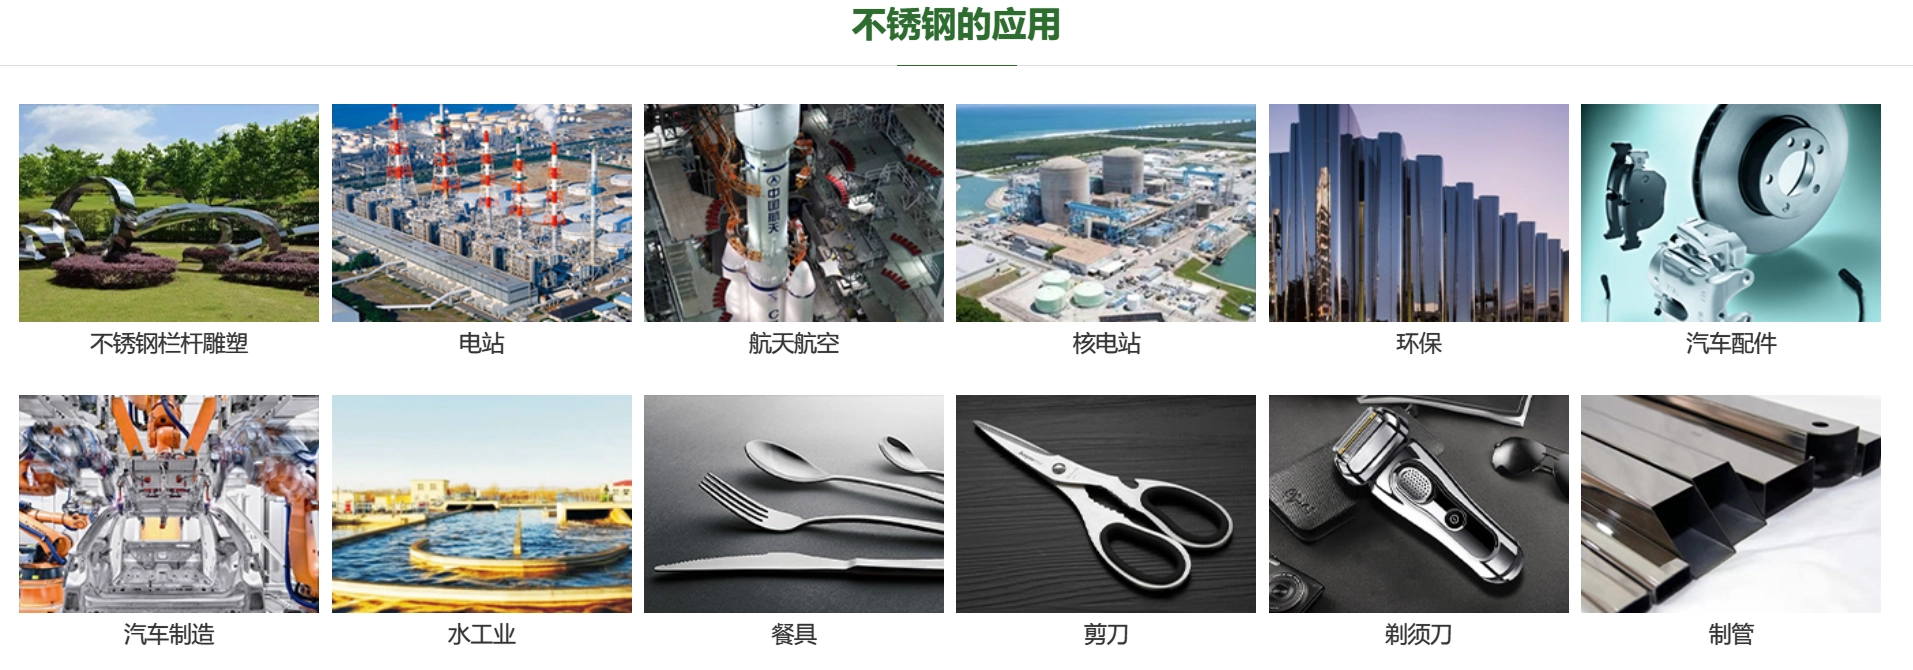 不锈钢的应用
中国航天
不锈钢栏杆雕塑
电站
航天航空
核电站
环保
汽车配件
汽车制造
水工业
餐具
剪刀
剃须刀
制管